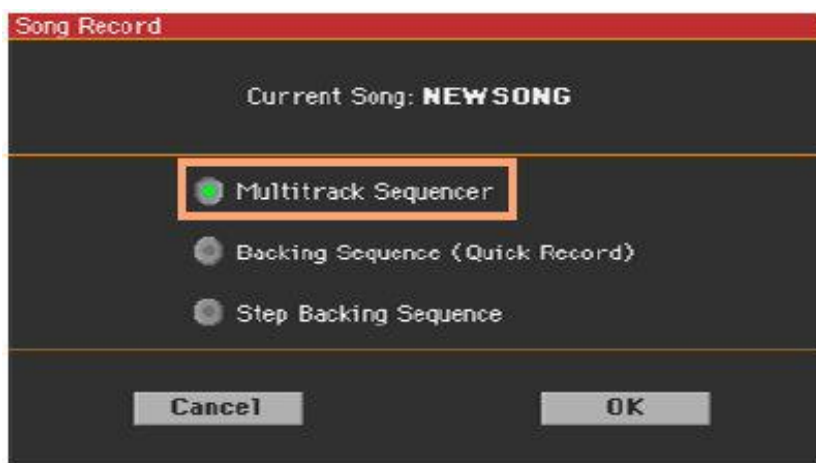 Song Record
Current Song: NEWSONG
Multitrack Sequencer
Backing Sequence (Quick Record)
Step Backing Sequence
Cancel OK